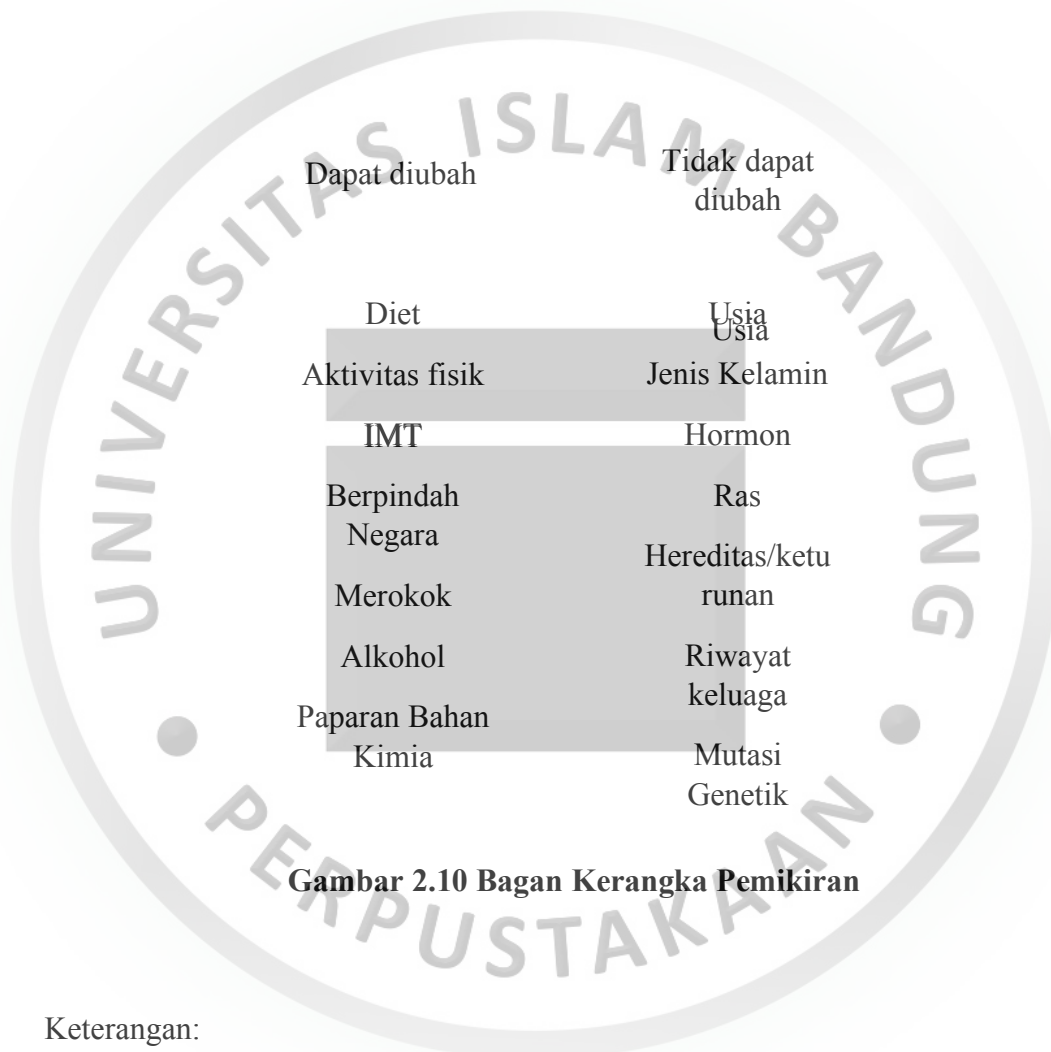 UNIVERSITAS ISLAM BANDUNG
Dapat diubah
Tidak dapat
diubah
Diet
Aktivitas fisik
IMT
Berpindah
Negara
Merokok
Alkohol
Paparan Bahan
Kimia
Usia
Usia
Jenis Kelamin
Hormon
Ras
Hereditas/ketu
runan
Riwayat
keluaga
Mutasi
Genetik
Gambar 2.10 Bagan Kerangka Pemikiran
PERPUSTAKAAN
Keterangan: